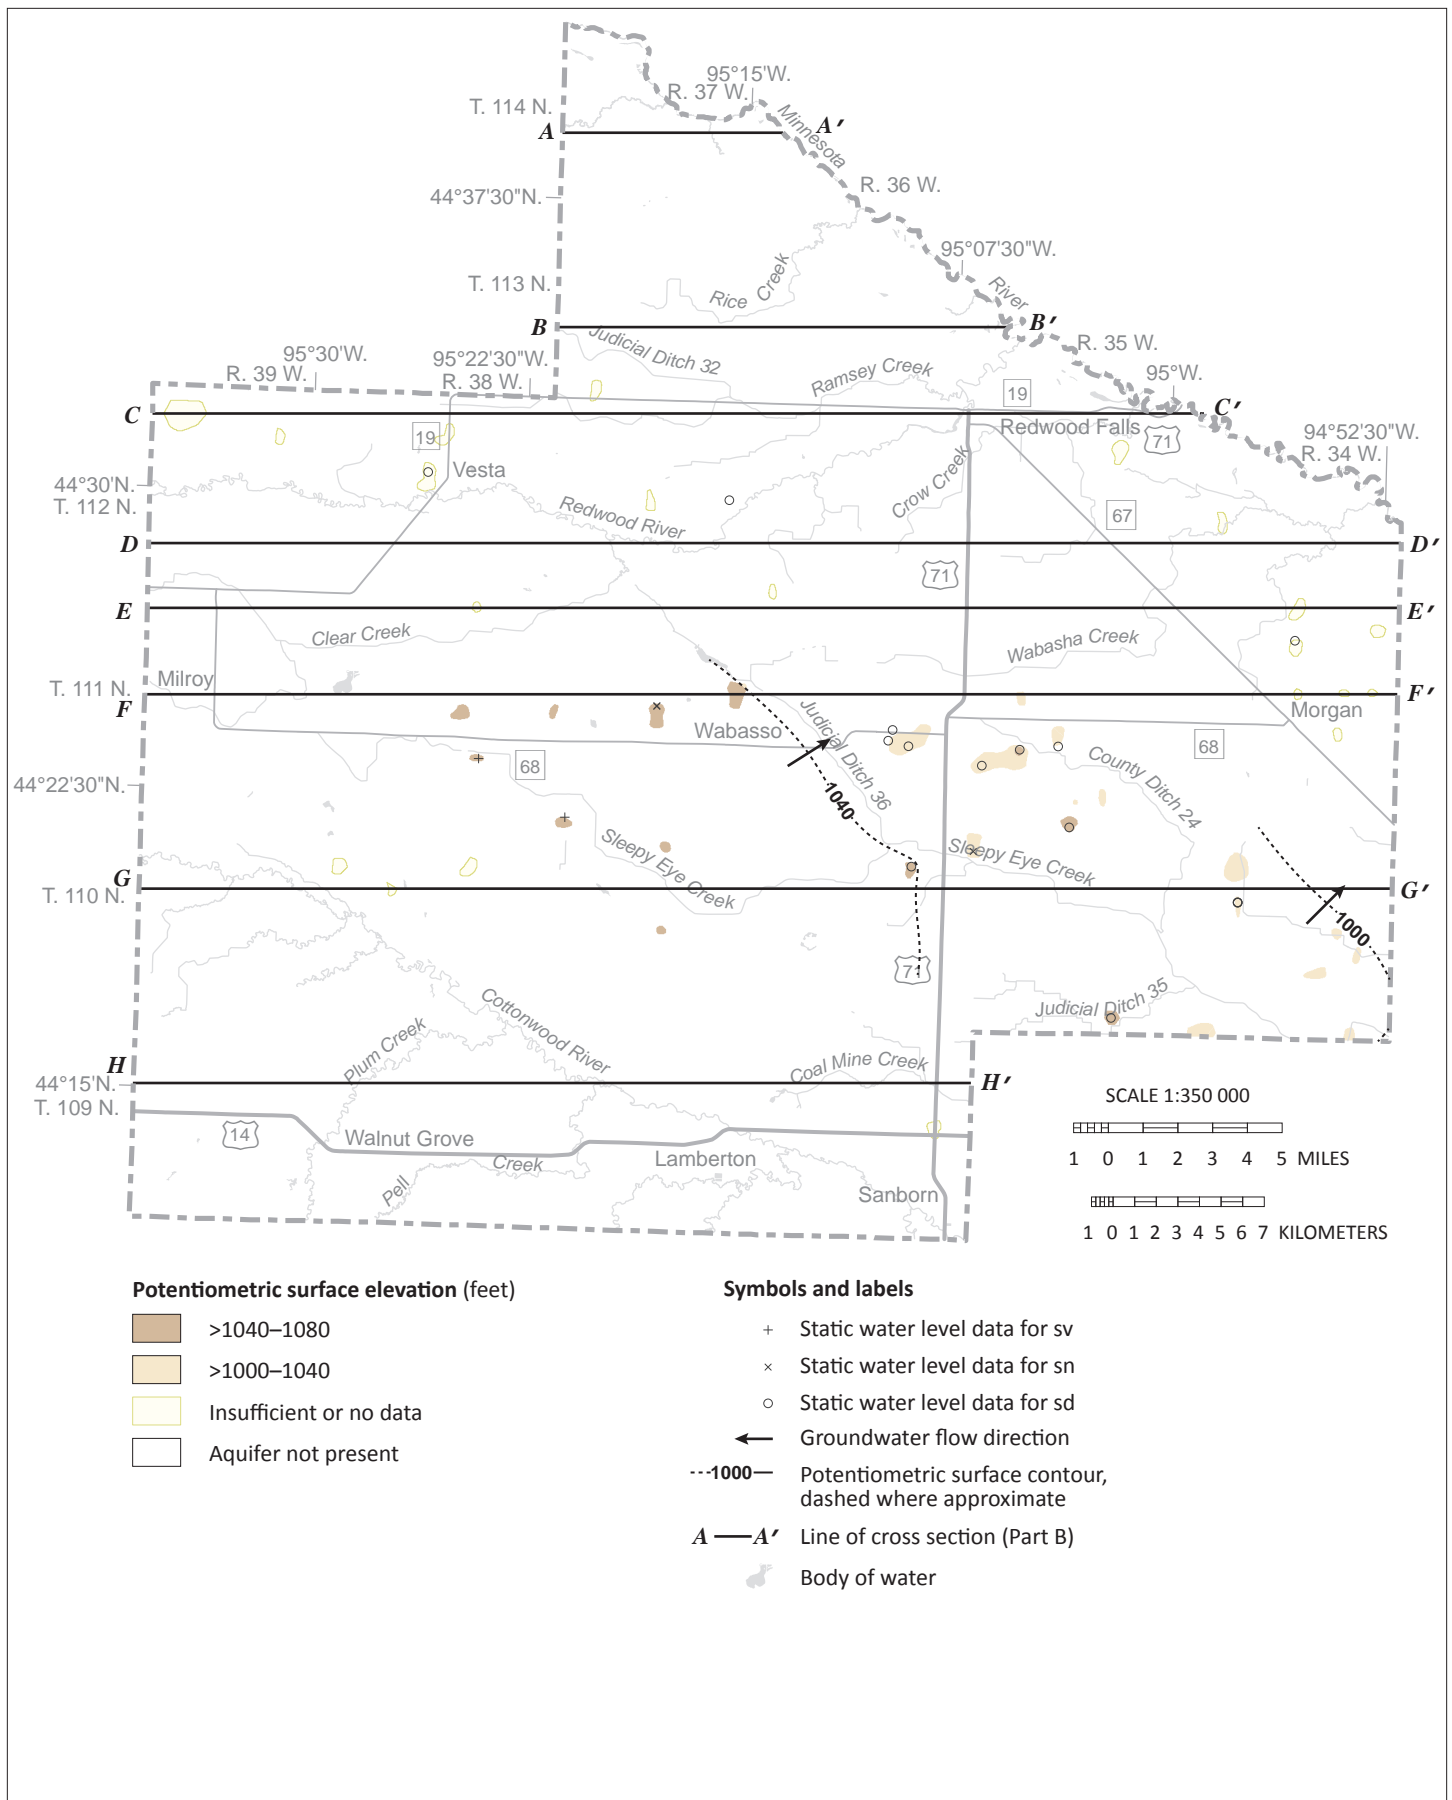 95°15'W.
R. 37 W.
T. 114 N.
A
A′
Minnesota
44°37'30"N.
R. 36 W.
95°07'30"W.
T. 113 N.
Rice
Creek
River
B
B′
Judicial Ditch 32
R. 35 W.
95°30'W.
R. 39 W.
95°22'30"W.
R. 38 W.
Ramsey Creek
95°W.
19
C
C′
Redwood Falls
71
94°52'30"W.
R. 34 W.
19
Vesta
44°30'N.
T. 112 N.
Crow Creek
Redwood River
67
D
D′
71
E
E′
Clear Creek
Wabasha Creek
Milroy
T. 111 N.
F
F′
Morgan
Wabasso
Judicial Ditch 36
68
68
44°22'30"N.
County Ditch 24
1040
Sleepy Eye Creek
Sleepy Eye Creek
G
T. 110 N.
G′
1000
71
Judicial Ditch 35
Cottonwood River
Plum Creek
Coal Mine Creek
H
44°15'N.
T. 109 N.
H′
14
Walnut Grove
Pell
Creek
Lamberton
Sanborn
SCALE 1:350 000
1 0 1 2 3 4 5 MILES
1 0 1 2 3 4 5 6 7 KILOMETERS
Potentiometric surface elevation (feet)
>1040–1080
>1000–1040
Insufficient or no data
Aquifer not present
Symbols and labels
+ Static water level data for sv
× Static water level data for sn
○ Static water level data for sd
Groundwater flow direction
1000 Potentiometric surface contour,
dashed where approximate
A A′ Line of cross section (Part B)
Body of water